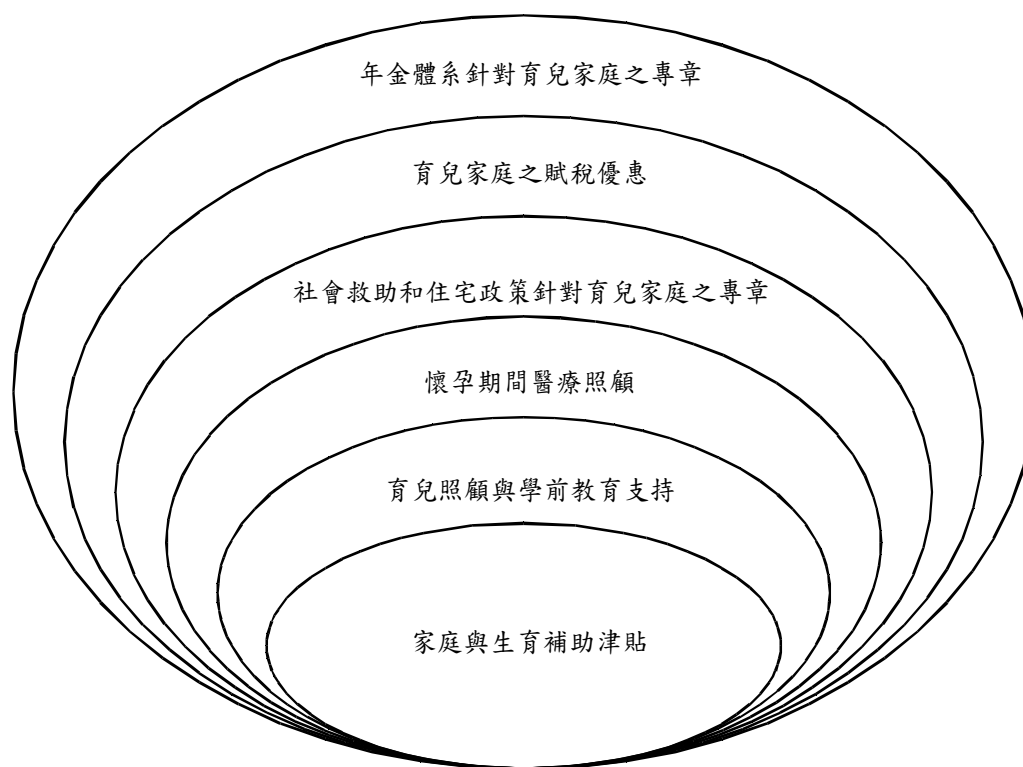 年金體系針對育兒家庭之專章
育兒家庭之賦稅優惠
社會救助和住宅政策針對育兒家庭之專章
懷孕期間醫療照顧
育兒照顧與學前教育支持
家庭與生育補助津貼